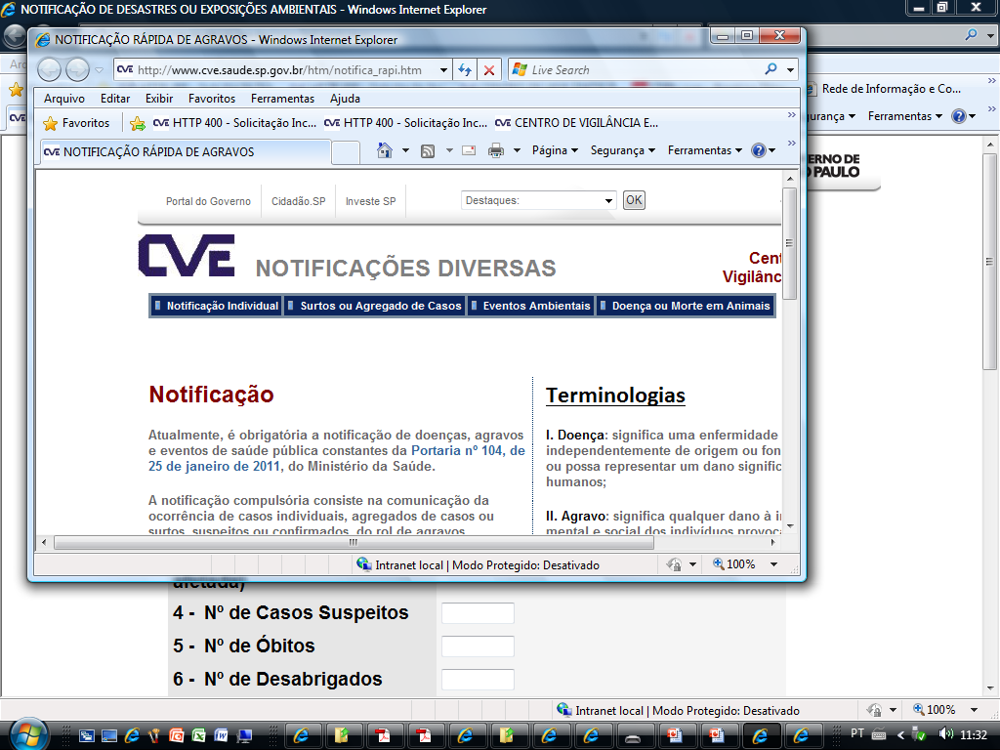 NOTIFICAÇÃO DE DESASTRES OU EXPOSIÇÕES AMBIENTAIS - Windows Internet Explorer
NOTIFICAÇÃO RÁPIDA DE AGRAVOS - Windows Internet Explorer
CVE http://www.cve.saude.sp.gov.br/htm/notifica_rapi.htm
Live Search
Arquivo Editar Exibir Favoritos Ferramentas Ajuda
Rede de Informação e Co...
Favoritos CVE HTTP 400 - Solicitação Inc... CVE HTTP 400 - Solicitação Inc... CVE CENTRO DE VIGILÂNCIA E...
urança Ferramentas
CVE NOTIFICAÇÃO RÁPIDA DE AGRAVOS
Página Segurança Ferramentas
ERNO DE
PAULO
Portal do Governo Cidadão.SP Investe SP Destaques: OK
CVE NOTIFICAÇÕES DIVERSAS
Cent
Vigilânc
Notificação Individual Surtos ou Agregado de Casos Eventos Ambientais Doença ou Morte em Animais
Notificação
Atualmente, é obrigatória a notificação de doenças, agravos
e eventos de saúde pública constantes da Portaria nº 104, de
25 de janeiro de 2011, do Ministério da Saúde.
A notificação compulsória consiste na comunicação da
ocorrência de casos individuais, agregados de casos ou
surtos, suspeitos ou confirmados, do rol de agravos
Terminologias
I. Doença: significa uma enfermidade
independentemente de origem ou fon
ou possa representar um dano signific
humanos;
II. Agravo: significa qualquer dano à i
mental e social dos indivíduos provoca
Intranet local | Modo Protegido: Desativado 100%
afetada)
4 - Nº de Casos Suspeitos
5 - Nº de Óbitos
6 - Nº de Desabrigados
Intranet local | Modo Protegido: Desativado 100%
PT 11:32